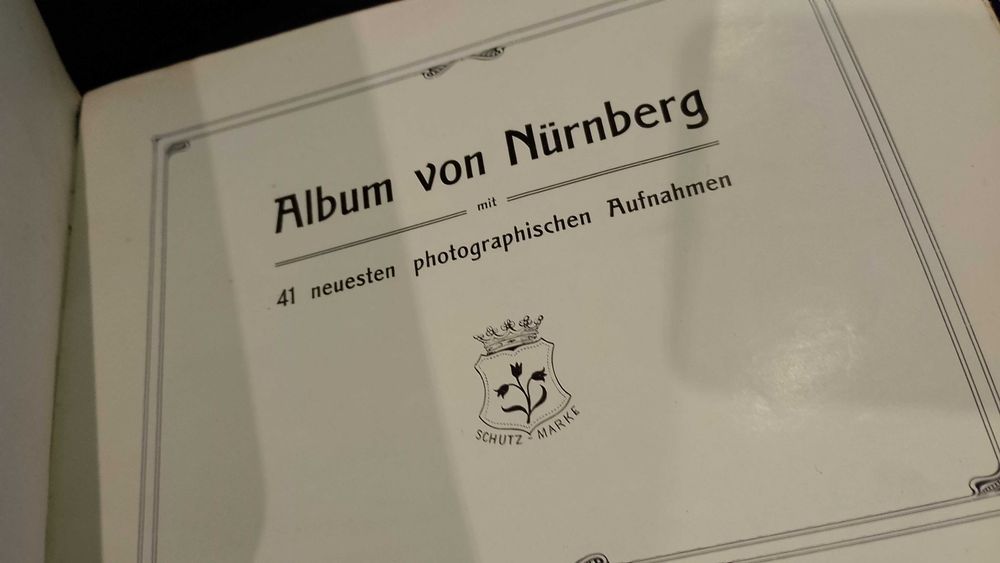 Album von Nürnberg
mit
41 neuesten photographischen Aufnahmen
SCHUTZ-MARKE